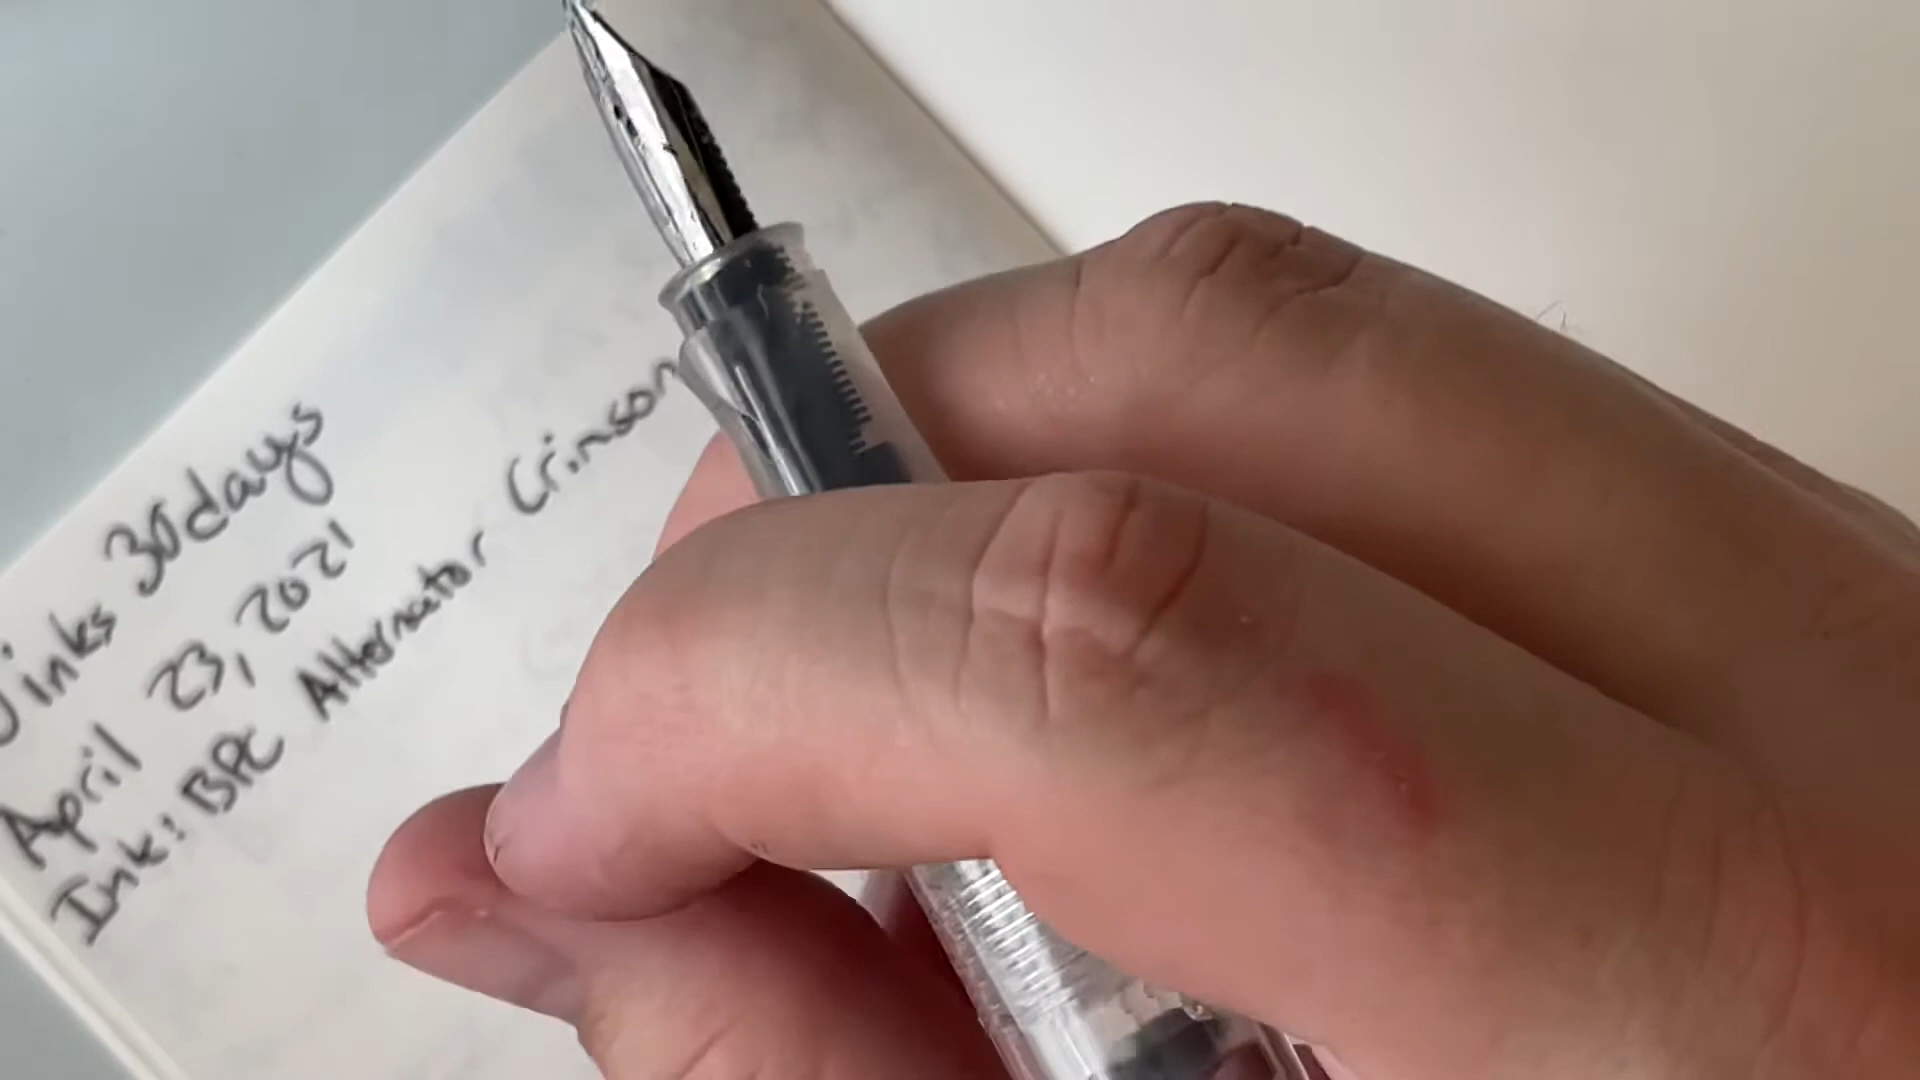 inks 30days
April 23, 2021
Ink: BPC Alternator Crimson